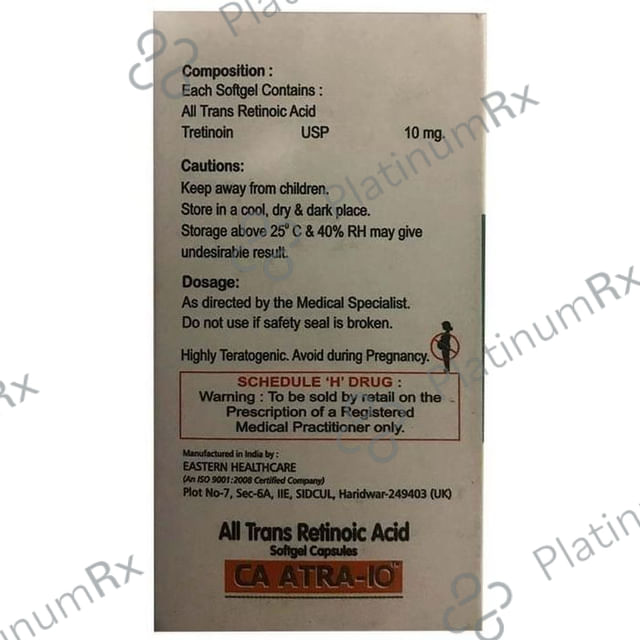 Composition :
Each Softgel Contains :
All Trans Retinoic Acid
Tretinoin USP 10 mg.
Cautions:
Keep away from children.
Store in a cool, dry & dark place.
Storage above 25⁰ C & 40% RH may give
undesirable result.
Dosage:
As directed by the Medical Specialist.
Do not use if safety seal is broken.
Highly Teratogenic. Avoid during Pregnancy.
SCHEDULE 'H' DRUG :
Warning : To be sold by retail on the
Prescription of a Registered
Medical Practitioner only.
Manufactured in India by :
EASTERN HEALTHCARE
(An ISO 9001:2008 Certified Company)
Plot No-7, Sec-6A, IIE, SIDCUL, Haridwar-249403 (UK)
All Trans Retinoic Acid
Softgel Capsules
CA ATRA-10™
PlatinumRx
PlatinumRx
PlatinumRx
Rx
inumRx
Platin